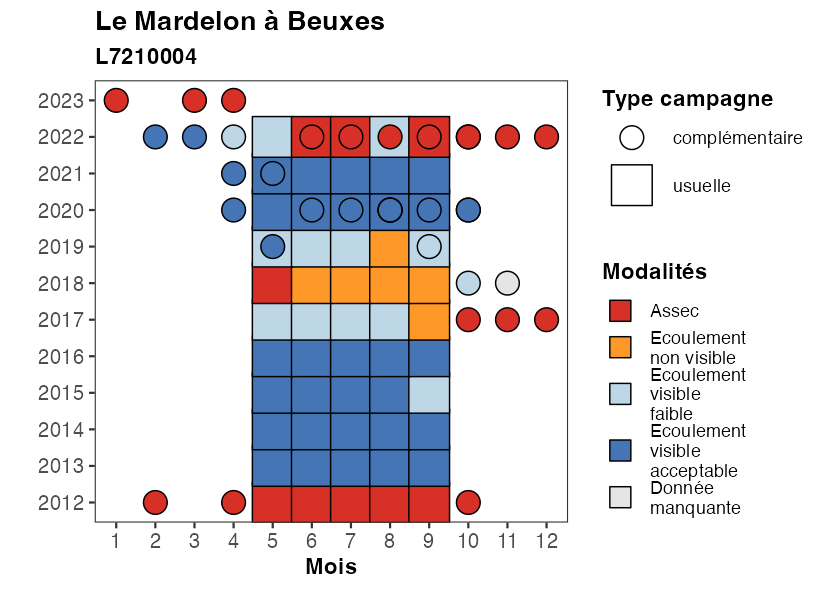 Le Mardelon à Beuxes
L7210004
2023
2022
2021
2020
2019
2018
2017
2016
2015
2014
2013
2012
1 2 3 4 5 6 7 8 9 10 11 12
Mois
Type campagne
complémentaire
usuelle
Modalités
Assec
Ecoulement
non visible
Ecoulement
visible
faible
Ecoulement
visible
acceptable
Donnée
manquante